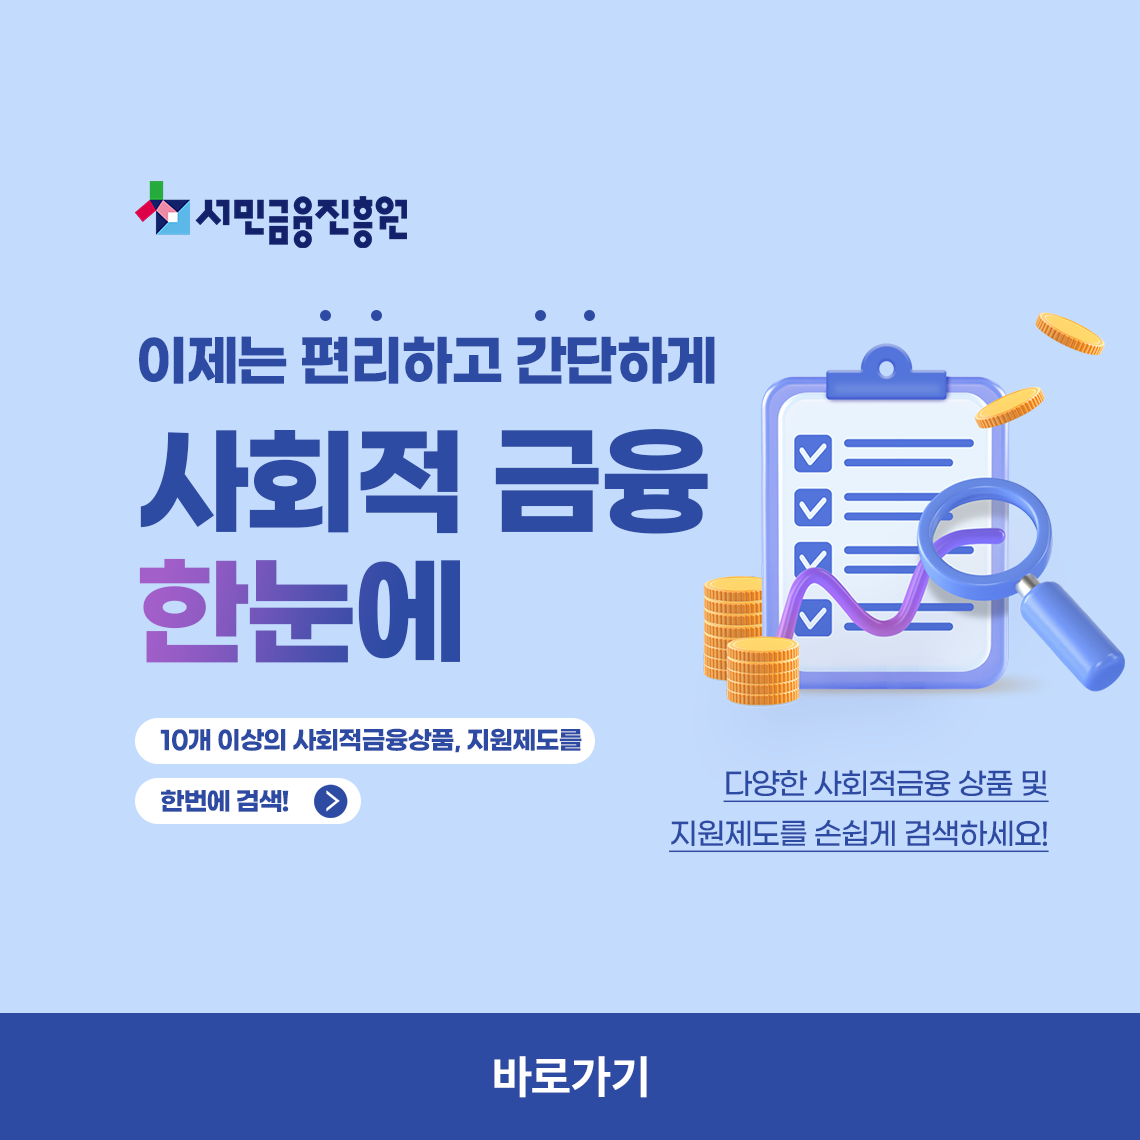 서민금융진흥원
이제는 편리하고 간단하게
사회적 금융
한눈에
10개 이상의 사회적금융상품, 지원제도를
한번에 검색!
다양한 사회적금융 상품 및
지원제도를 손쉽게 검색하세요!
바로가기